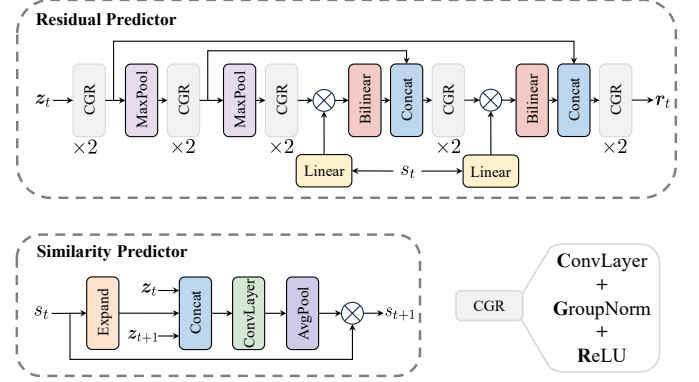 Residual Predictor
z_t
CGR
×2
MaxPool
CGR
×2
MaxPool
CGR
×2
⊗
Linear
Bilinear
Concat
CGR
×2
s_t
⊗
Linear
Bilinear
Concat
CGR
×2
r_t
Similarity Predictor
s_t
Expand
z_t
z_{t+1}
Concat
ConvLayer
AvgPool
⊗
s_{t+1}
CGR
ConvLayer
+
GroupNorm
+
ReLU